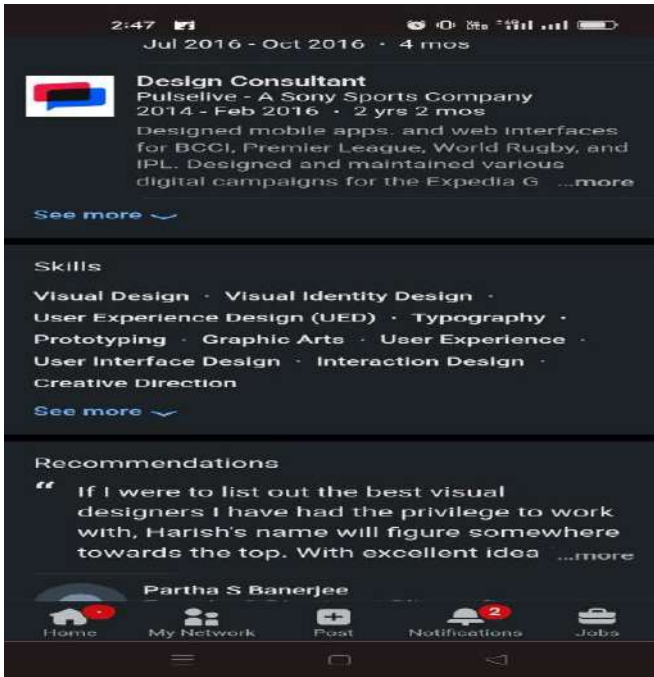 2:47
Jul 2016 - Oct 2016 · 4 mos
Design Consultant
Pulselive - A Sony Sports Company
2014 - Feb 2016 · 2 yrs 2 mos
Designed mobile apps. and web interfaces
for BCCI, Premier League, World Rugby, and
IPL. Designed and maintained various
digital campaigns for the Expedia G ...more
See more
Skills
Visual Design · Visual Identity Design ·
User Experience Design (UED) · Typography ·
Prototyping · Graphic Arts · User Experience ·
User Interface Design · Interaction Design ·
Creative Direction
See more
Recommendations
“ If I were to list out the best visual
designers I have had the privilege to work
with, Harish's name will figure somewhere
towards the top. With excellent idea ...more
Partha S Banerjee
2
Home My Network Post Notifications Jobs